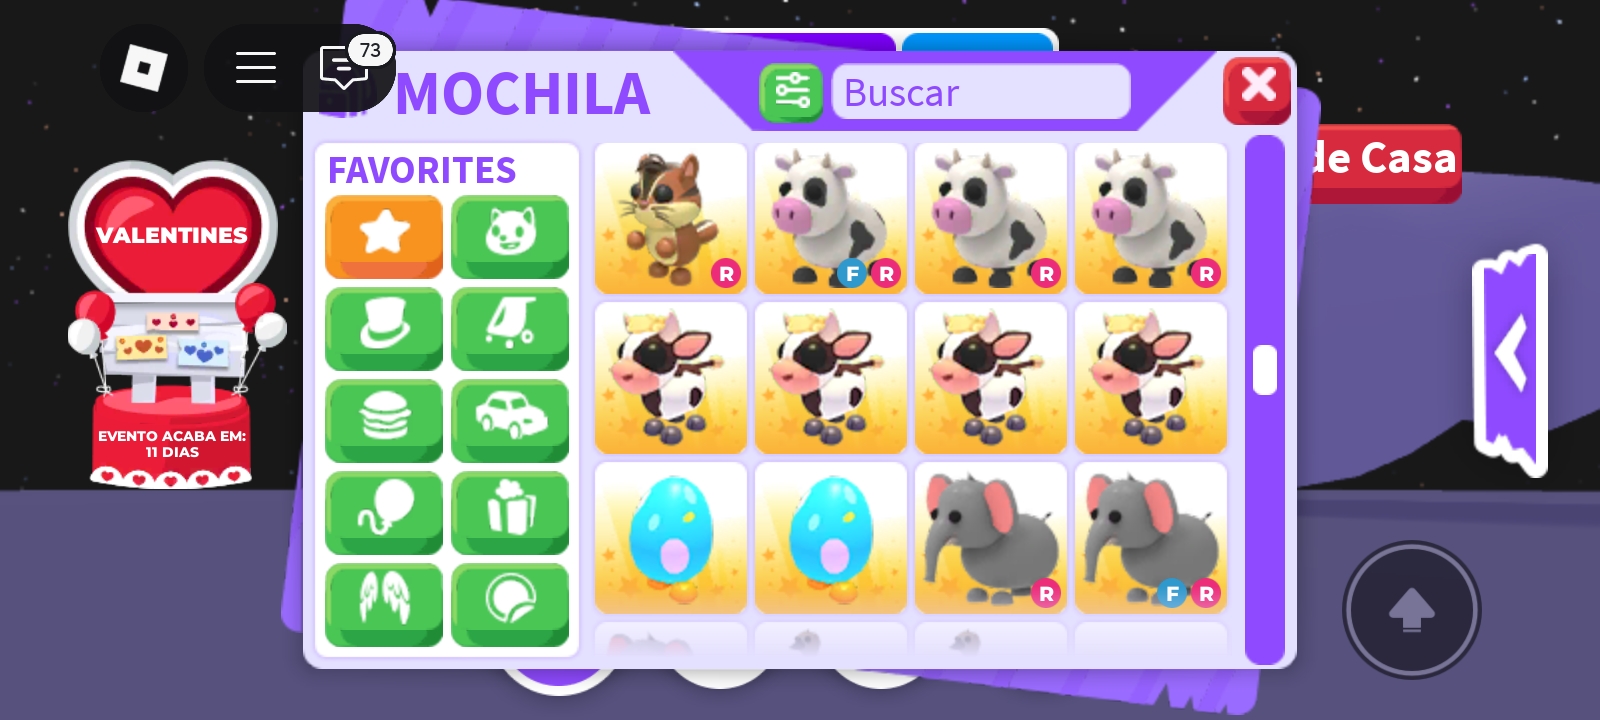 73
MOCHILA
Buscar
FAVORITES
de Casa
VALENTINES
EVENTO ACABA EM:
11 DIAS
R
F R
R
R
R
F R